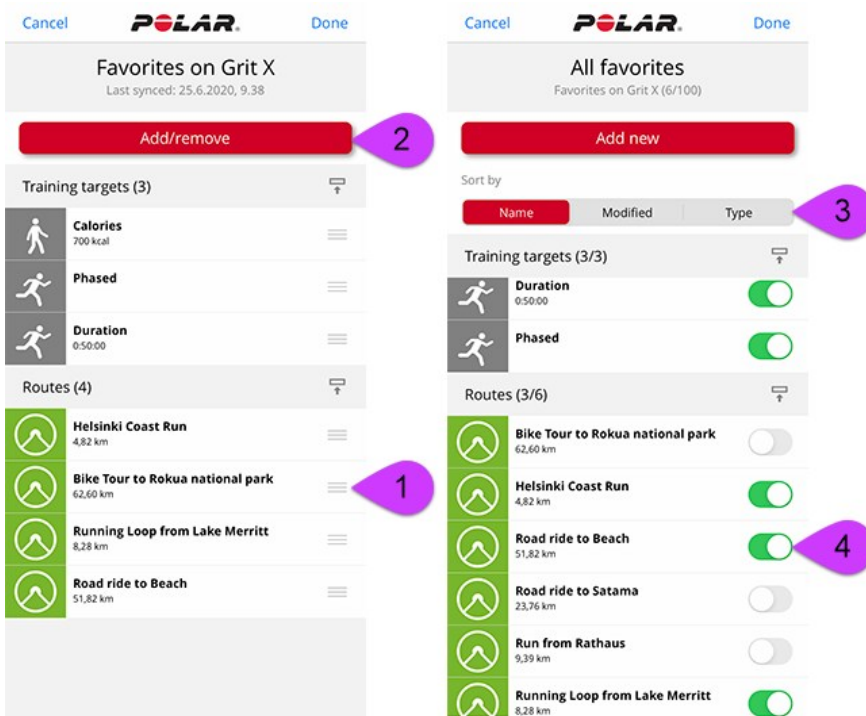 Cancel
POLAR.
Done
Favorites on Grit X
Last synced: 25.6.2020, 9.38
Add/remove
2
Training targets (3)
Calories
700 kcal
Phased
Duration
0:50:00
Routes (4)
Helsinki Coast Run
4,82 km
Bike Tour to Rokua national park
62,60 km
1
Running Loop from Lake Merritt
8,28 km
Road ride to Beach
51,82 km
Cancel
POLAR.
Done
All favorites
Favorites on Grit X (6/100)
Add new
Sort by
Name Modified Type
3
Training targets (3/3)
Duration
0:50:00
Phased
Routes (3/6)
Bike Tour to Rokua national park
62,60 km
Helsinki Coast Run
4,82 km
Road ride to Beach
51,82 km
4
Road ride to Satama
23,76 km
Run from Rathaus
9,39 km
Running Loop from Lake Merritt
8,28 km